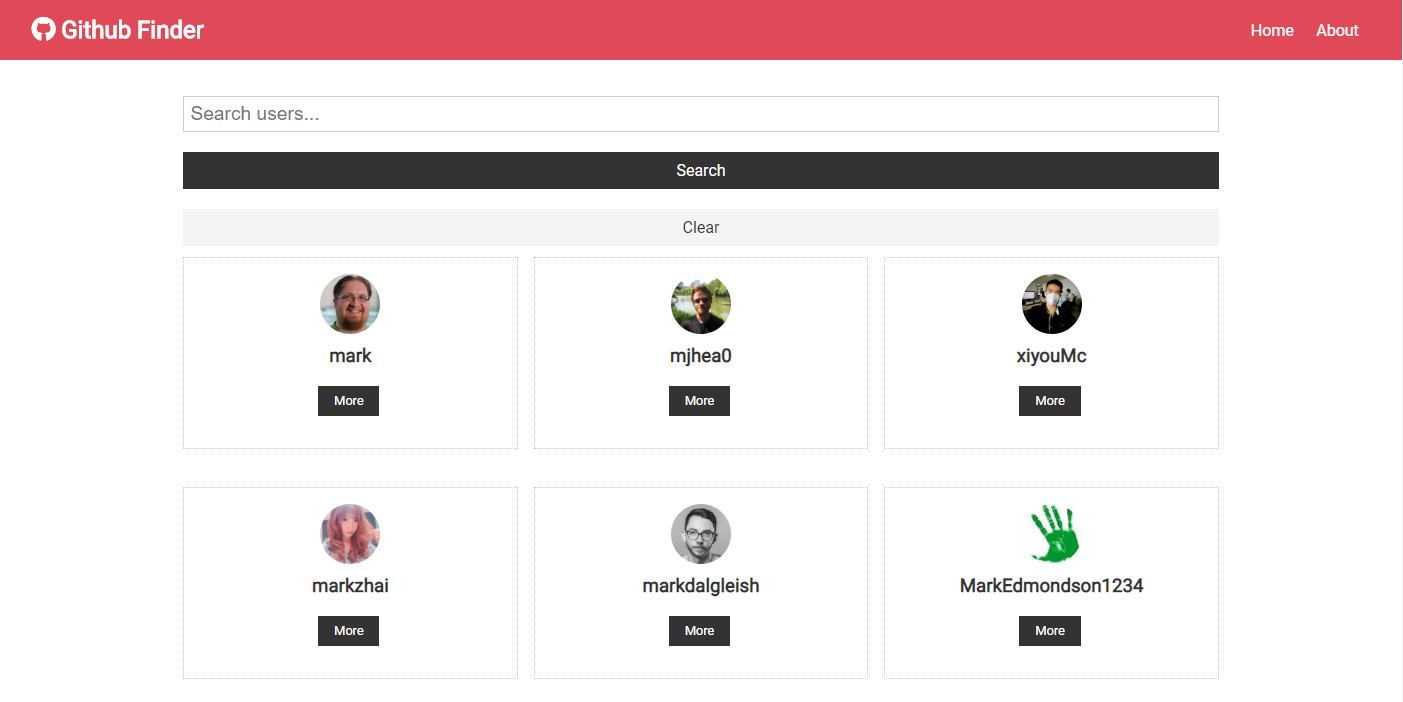 Github Finder
Home About
Search users...
Search
Clear
mark mjhea0 xiyouMc
More More More
markzhai markdalgleish MarkEdmondson1234
More More More